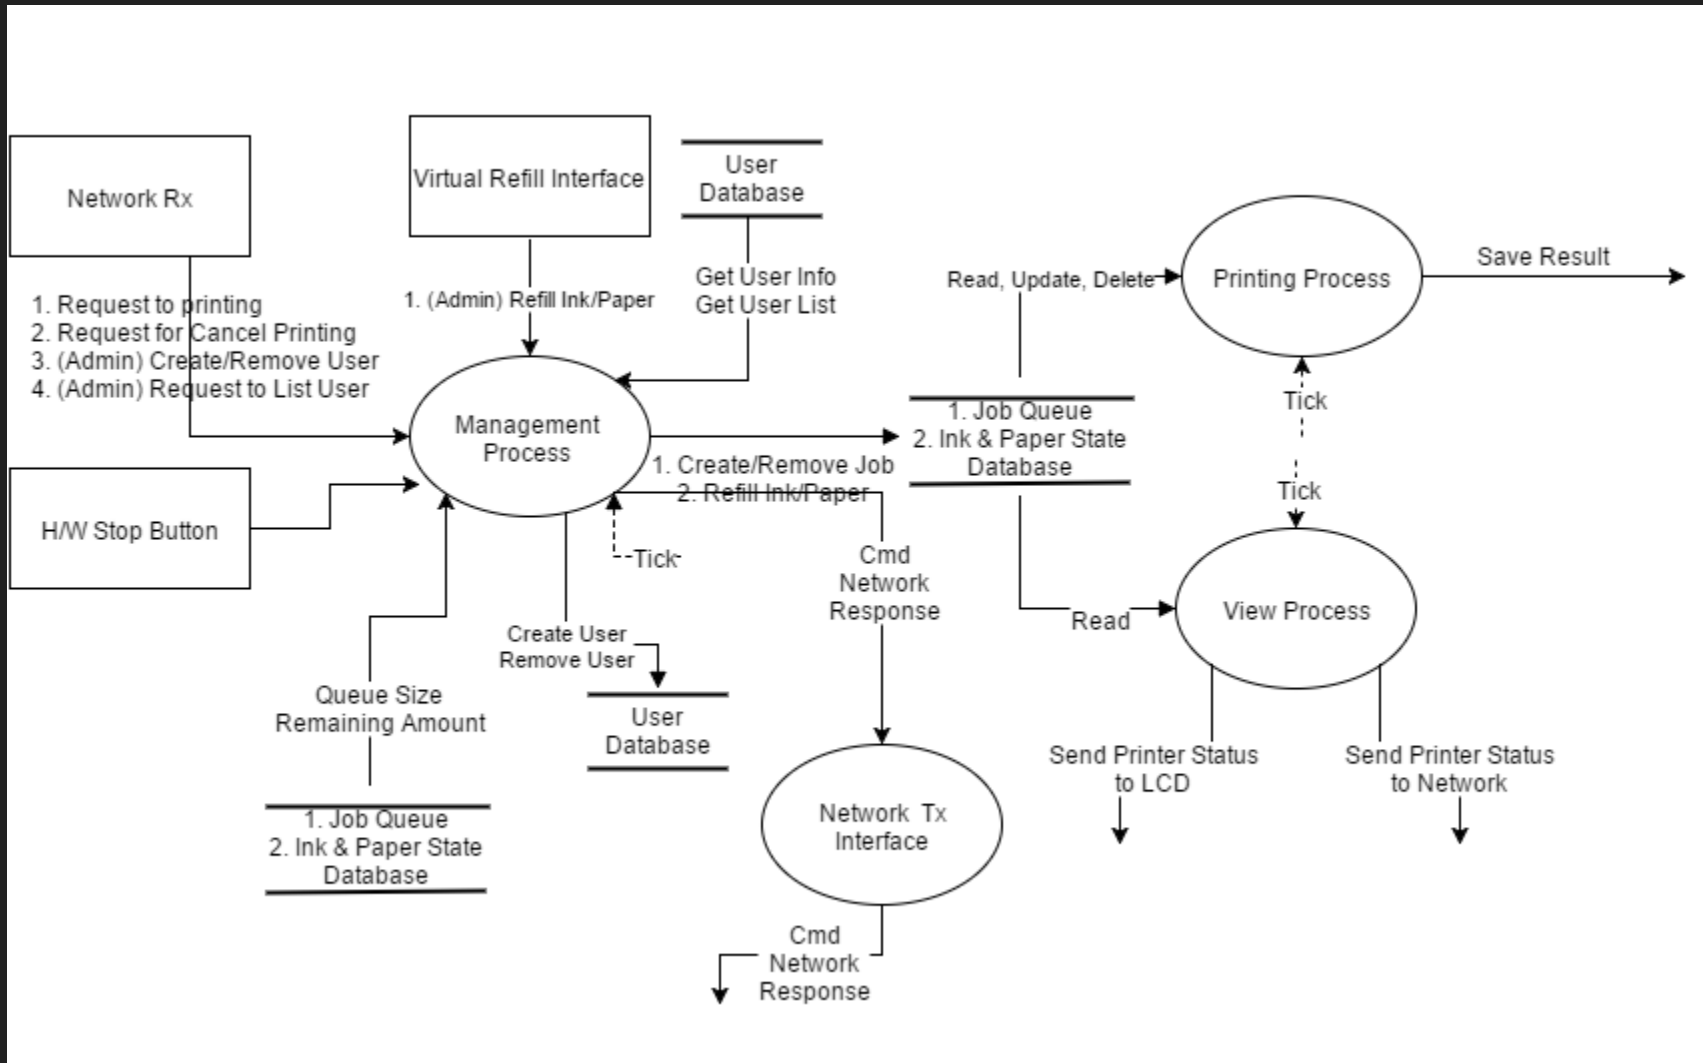 Network Rx
Virtual Refill Interface
User
Database
1. Request to printing
2. Request for Cancel Printing
3. (Admin) Create/Remove User
4. (Admin) Request to List User
1. (Admin) Refill Ink/Paper
Get User Info
Get User List
Management
Process
H/W Stop Button
1. Create/Remove Job
2. Refill Ink/Paper
Tick
Create User
Remove User
User
Database
Queue Size
Remaining Amount
1. Job Queue
2. Ink & Paper State
Database
Cmd
Network
Response
Network Tx
Interface
Cmd
Network
Response
Read, Update, Delete
1. Job Queue
2. Ink & Paper State
Database
Read
Printing Process
Save Result
Tick
Tick
View Process
Send Printer Status
to LCD
Send Printer Status
to Network